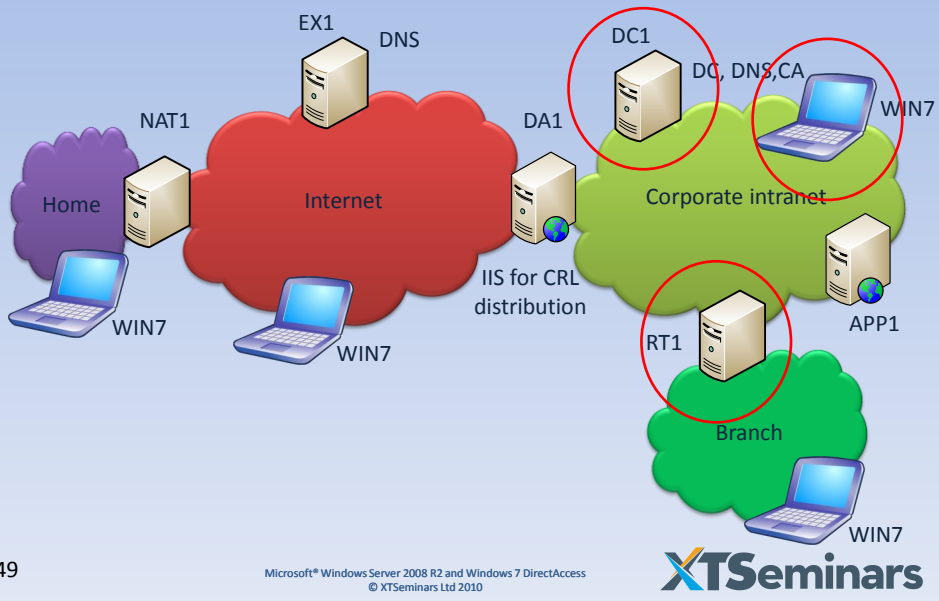 EX1
DNS
DC1
DC, DNS,CA
WIN7
NAT1
DA1
Home
Internet
Corporate intranet
IIS for CRL
distribution
WIN7
WIN7
APP1
RT1
Branch
WIN7
49
Microsoft® Windows Server 2008 R2 and Windows 7 DirectAccess
© XTSeminars Ltd 2010
XTSeminars